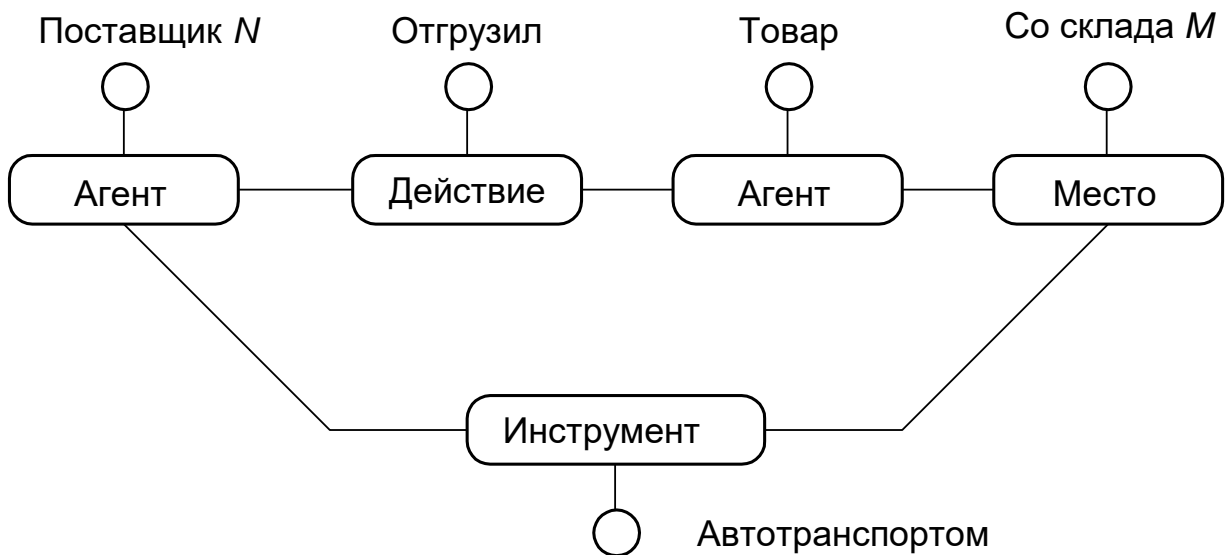 Поставщик N
Отгрузил
Товар
Со склада M
Агент
Действие
Агент
Место
Инструмент
Автотранспортом